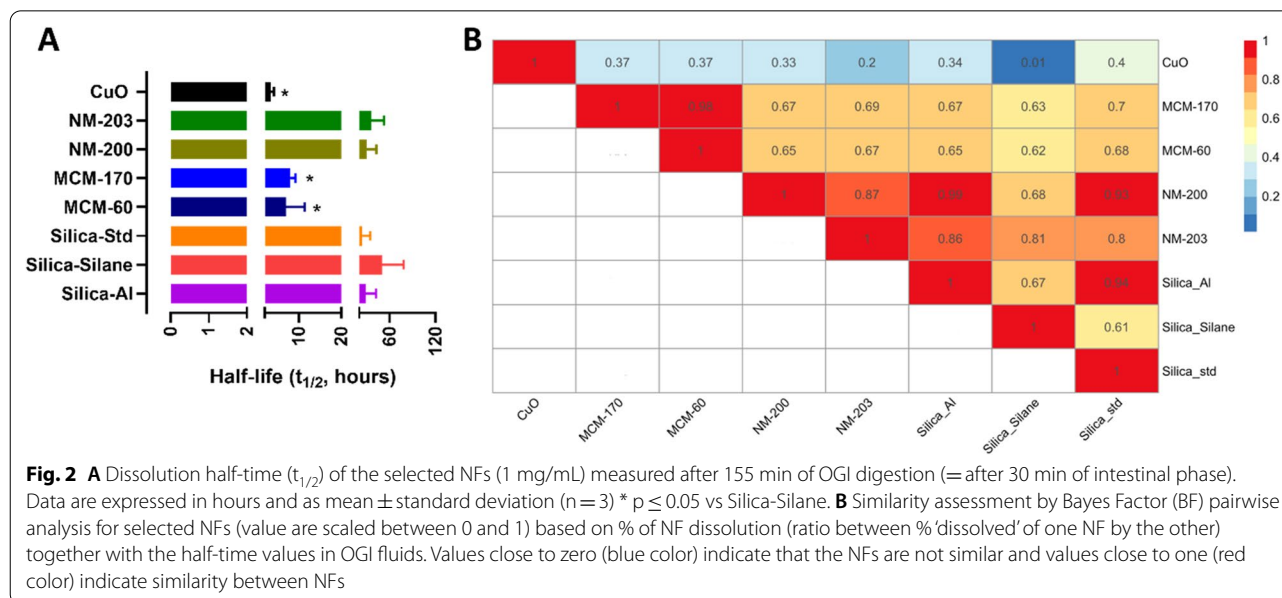 A
CuO
NM-203
NM-200
MCM-170
MCM-60
Silica-Std
Silica-Silane
Silica-Al
*
*
*
0 1 2 10 20 60 120
Half-life (t1/2, hours)
B
1 0.37 0.37 0.33 0.2 0.34 0.01 0.4 CuO
1 0.67 0.69 0.67 0.63 0.7 MCM-170
1 0.65 0.67 0.65 0.62 0.68 MCM-60
1 0.87 0.68 NM-200
1 0.86 0.81 0.8 NM-203
1 0.67 0.94 Silica_Al
1 0.61 Silica_Silane
Silica_std
CuO MCM-170 MCM-60 NM-200 NM-203 Silica_Al Silica_Silane Silica_std
1
0.8
0.6
0.4
0.2
Fig. 2 A Dissolution half-time (t1/2) of the selected NFs (1 mg/mL) measured after 155 min of OGI digestion (= after 30 min of intestinal phase).
Data are expressed in hours and as mean ± standard deviation (n = 3) * p ≤ 0.05 vs Silica-Silane. B Similarity assessment by Bayes Factor (BF) pairwise
analysis for selected NFs (value are scaled between 0 and 1) based on % of NF dissolution (ratio between % ‘dissolved’ of one NF by the other)
together with the half-time values in OGI fluids. Values close to zero (blue color) indicate that the NFs are not similar and values close to one (red
color) indicate similarity between NFs